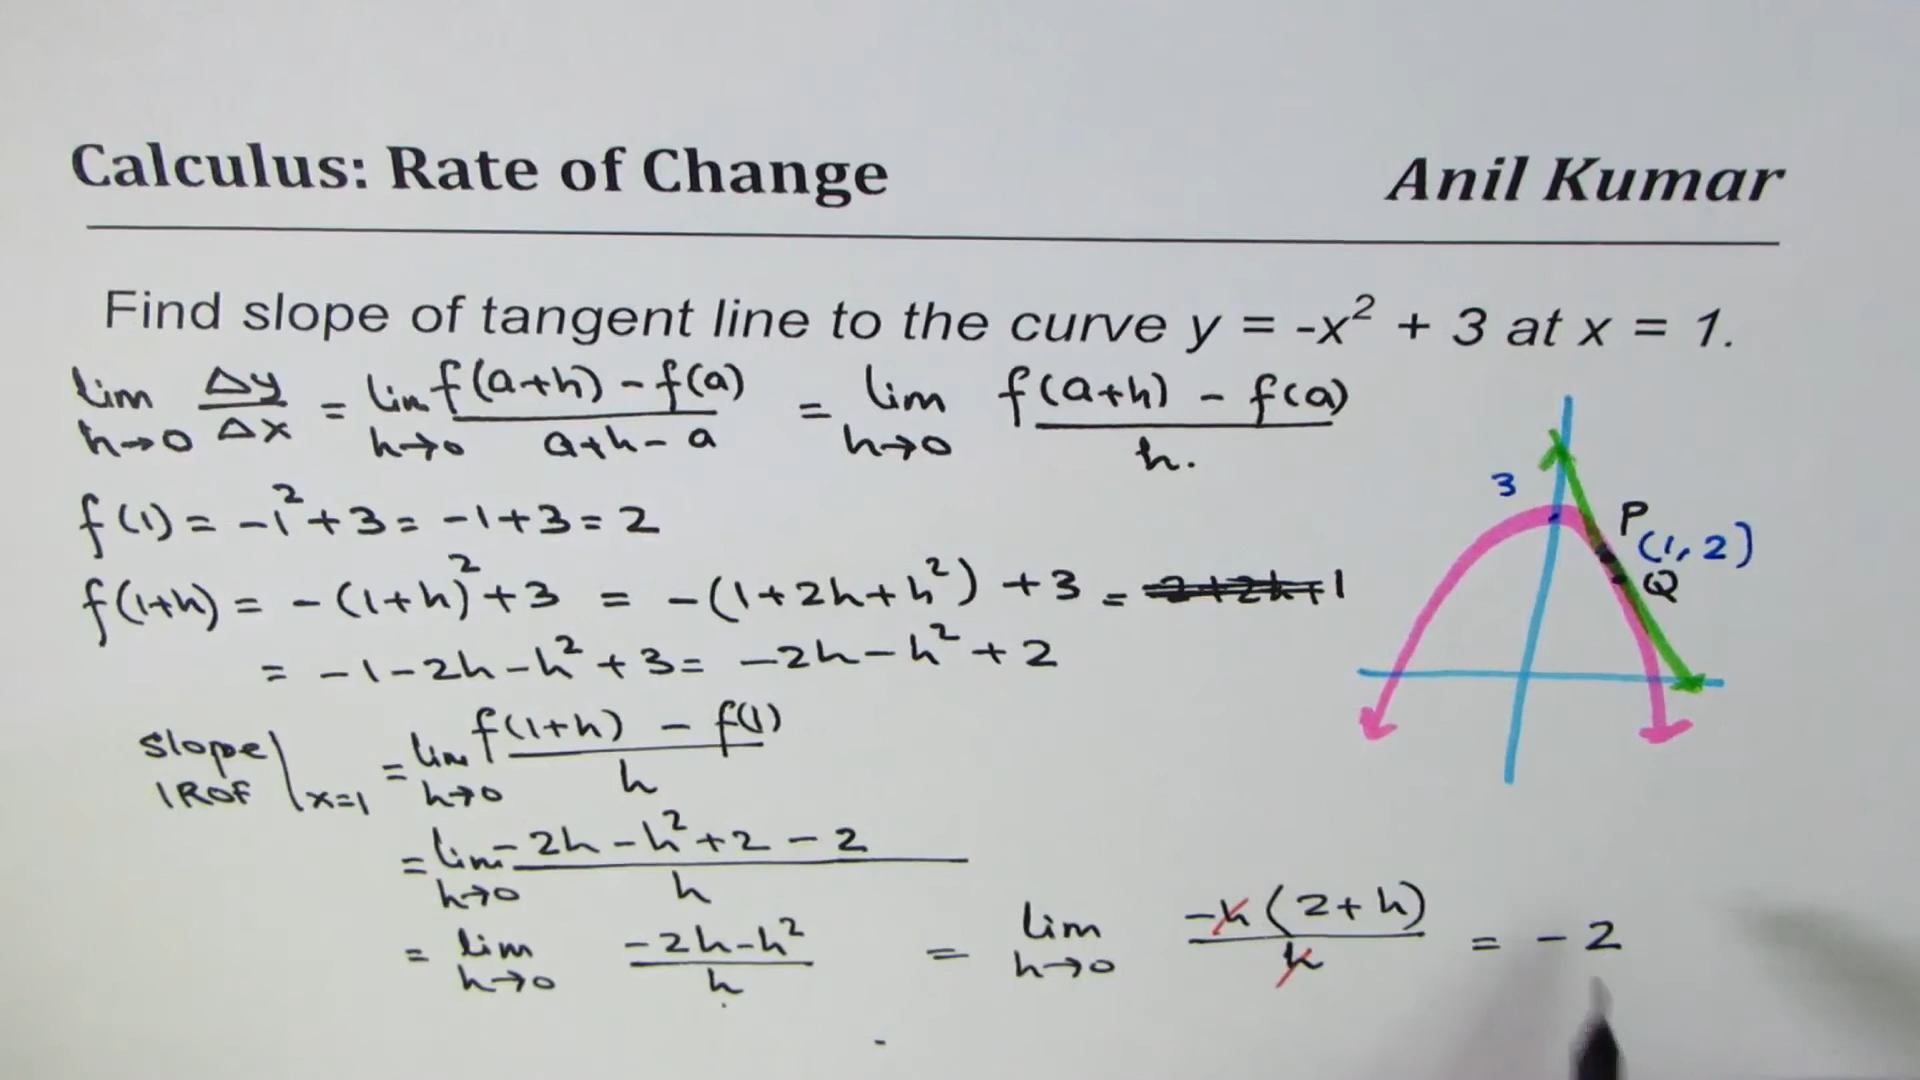 Calculus: Rate of Change Anil Kumar
Find slope of tangent line to the curve y = -x² + 3 at x = 1.
lim h→0 Δy/Δx = lim h→0 (f(a+h) - f(a))/(a+h-a) = lim h→0 (f(a+h) - f(a))/h.
f(1) = -1² + 3 = -1+3 = 2
f(1+h) = -(1+h)² + 3 = -(1+2h+h²) + 3 =
= -1-2h-h²+3 = -2h-h²+2
slope IROF | x=1 = lim h→0 (f(1+h) - f(1))/h
= lim h→0 (-2h-h²+2-2)/h
= lim h→0 (-2h-h²)/h = lim h→0 -h(2+h)/h = -2
3
P
(1, 2)
Q